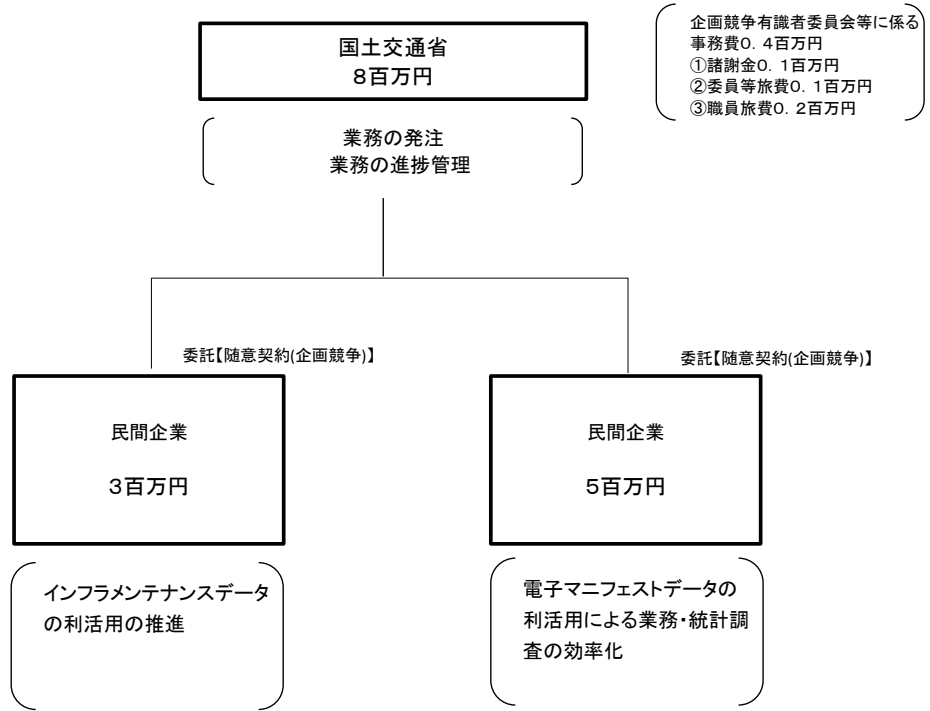 国土交通省
8百万円
企画競争有識者委員会等に係る
事務費0．4百万円
①諸謝金0．1百万円
②委員等旅費0．1百万円
③職員旅費0．2百万円
業務の発注
業務の進捗管理
委託【随意契約(企画競争)】
委託【随意契約(企画競争)】
民間企業
3百万円
民間企業
5百万円
インフラメンテナンスデータ
の利活用の推進
電子マニフェストデータの
利活用による業務・統計調
査の効率化